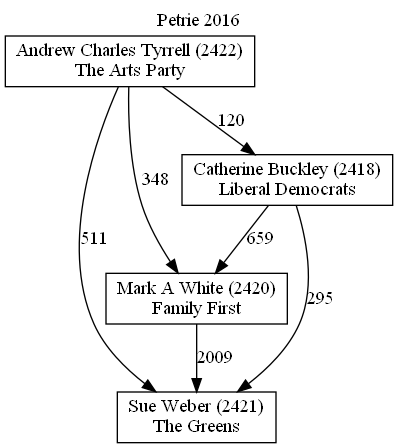 Petrie 2016
Andrew Charles Tyrrell (2422)
The Arts Party
120
Catherine Buckley (2418)
Liberal Democrats
348
511
659
Mark A White (2420)
Family First
295
2009
Sue Weber (2421)
The Greens